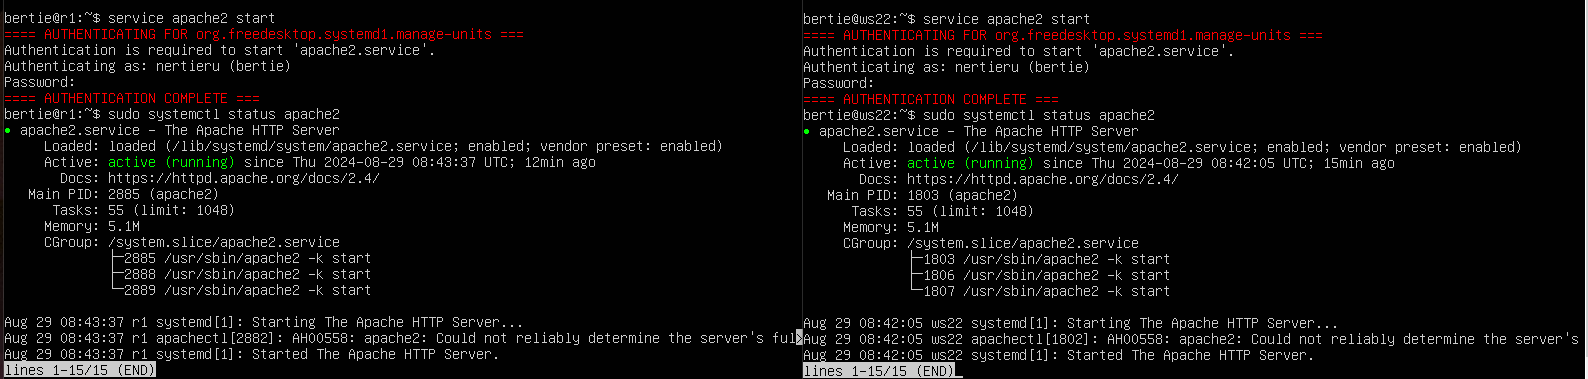 bertie@r1:~$ service apache2 start
==== AUTHENTICATING FOR org.freedesktop.systemd1.manage-units ===
Authentication is required to start 'apache2.service'.
Authenticating as: nertieru (bertie)
Password:
==== AUTHENTICATION COMPLETE ===
bertie@r1:~$ sudo systemctl status apache2
● apache2.service – The Apache HTTP Server
Loaded: loaded (/lib/systemd/system/apache2.service; enabled; vendor preset: enabled)
Active: active (running) since Thu 2024-08-29 08:43:37 UTC; 12min ago
Docs: https://httpd.apache.org/docs/2.4/
Main PID: 2885 (apache2)
Tasks: 55 (limit: 1048)
Memory: 5.1M
CGroup: /system.slice/apache2.service
├─2885 /usr/sbin/apache2 -k start
├─2888 /usr/sbin/apache2 -k start
└─2889 /usr/sbin/apache2 -k start
Aug 29 08:43:37 r1 systemd[1]: Starting The Apache HTTP Server...
Aug 29 08:43:37 r1 apachectl[2882]: AH00558: apache2: Could not reliably determine the server's ful>
Aug 29 08:43:37 r1 systemd[1]: Started The Apache HTTP Server.
lines 1-15/15 (END)
bertie@ws22:~$ service apache2 start
==== AUTHENTICATING FOR org.freedesktop.systemd1.manage-units ===
Authentication is required to start 'apache2.service'.
Authenticating as: nertieru (bertie)
Password:
==== AUTHENTICATION COMPLETE ===
bertie@ws22:~$ sudo systemctl status apache2
● apache2.service – The Apache HTTP Server
Loaded: loaded (/lib/systemd/system/apache2.service; enabled; vendor preset: enabled)
Active: active (running) since Thu 2024-08-29 08:42:05 UTC; 15min ago
Docs: https://httpd.apache.org/docs/2.4/
Main PID: 1803 (apache2)
Tasks: 55 (limit: 1048)
Memory: 5.1M
CGroup: /system.slice/apache2.service
├─1803 /usr/sbin/apache2 -k start
├─1806 /usr/sbin/apache2 -k start
└─1807 /usr/sbin/apache2 -k start
Aug 29 08:42:05 ws22 systemd[1]: Starting The Apache HTTP Server...
Aug 29 08:42:05 ws22 apachectl[1802]: AH00558: apache2: Could not reliably determine the server's
Aug 29 08:42:05 ws22 systemd[1]: Started The Apache HTTP Server.
lines 1-15/15 (END)